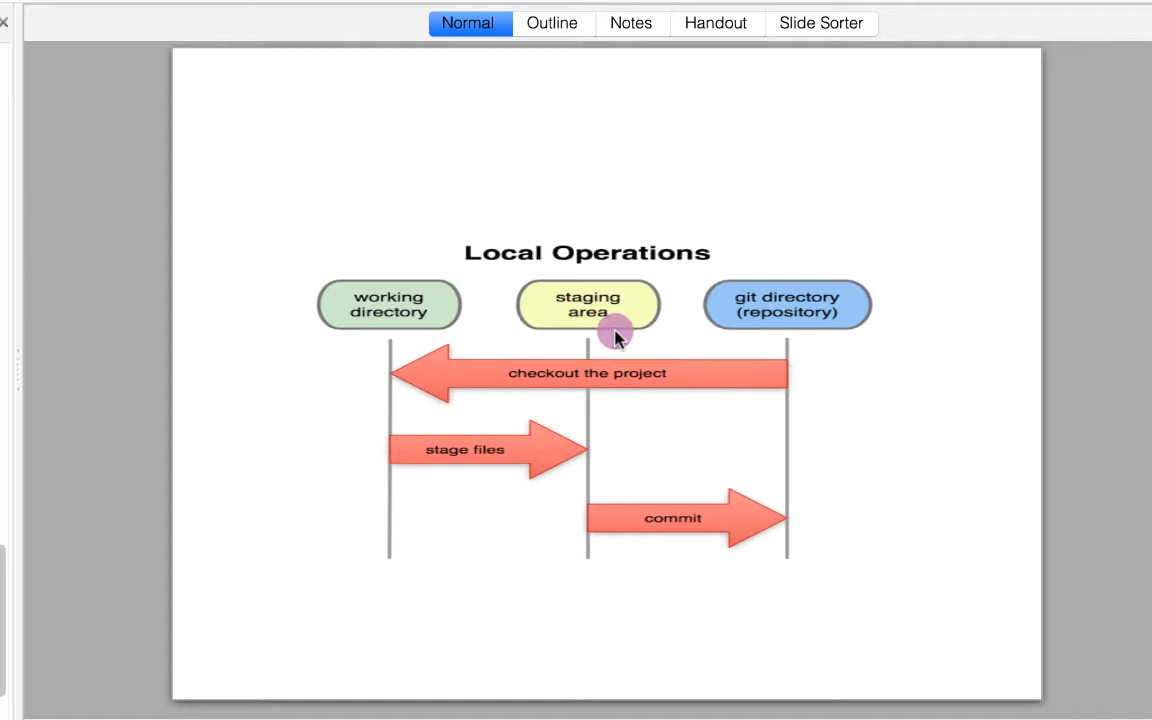 Normal Outline Notes Handout Slide Sorter
Local Operations
working
directory
staging
area
git directory
(repository)
checkout the project
stage files
commit